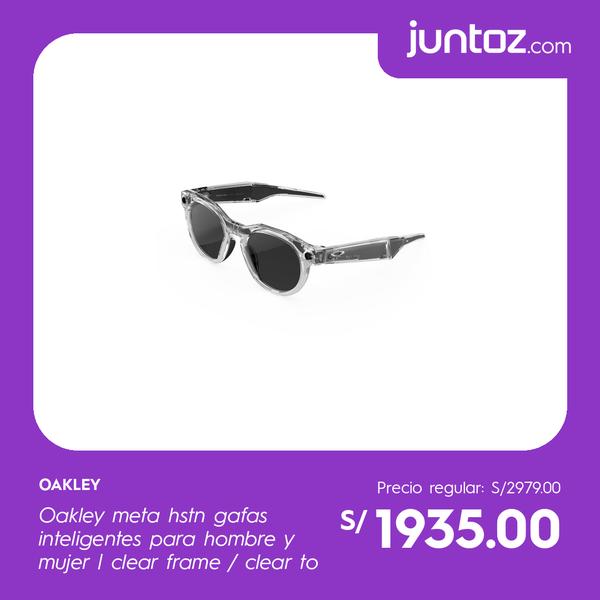 juntoz.com
OAKLEY
Oakley meta hstn gafas
inteligentes para hombre y
mujer | clear frame / clear to
Precio regular: S/2979.00
S/ 1935.00